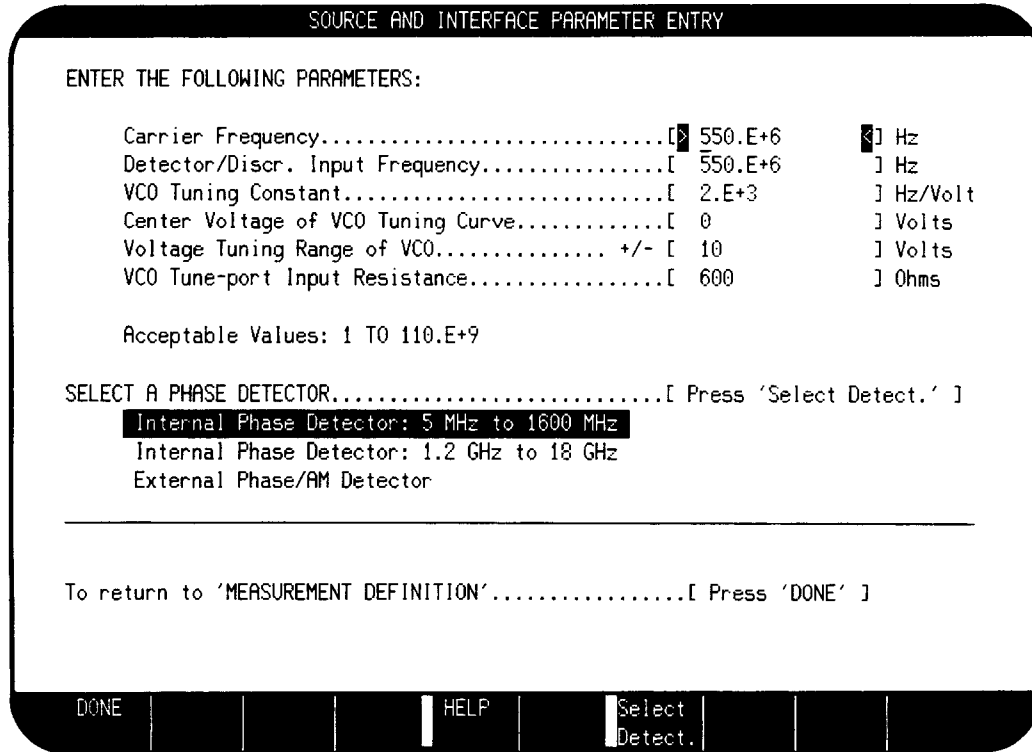 SOURCE AND INTERFACE PARAMETER ENTRY
ENTER THE FOLLOWING PARAMETERS:
Carrier Frequency.............................[> 550.E+6 <] Hz
Detector/Discr. Input Frequency.................[ 550.E+6 ] Hz
VCO Tuning Constant.............................[ 2.E+3 ] Hz/Volt
Center Voltage of VCO Tuning Curve..............[ 0 ] Volts
Voltage Tuning Range of VCO............... +/- [ 10 ] Volts
VCO Tune-port Input Resistance..................[ 600 ] Ohms
Acceptable Values: 1 TO 110.E+9
SELECT A PHASE DETECTOR.............................[ Press 'Select Detect.' ]
Internal Phase Detector: 5 MHz to 1600 MHz
Internal Phase Detector: 1.2 GHz to 18 GHz
External Phase/AM Detector
To return to 'MEASUREMENT DEFINITION'.................[ Press 'DONE' ]
DONE HELP Select
Detect.